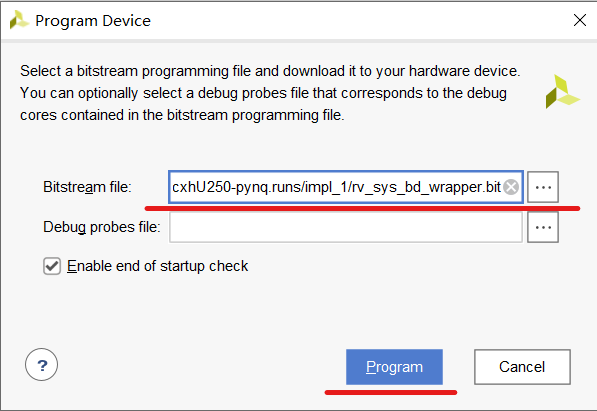 Program Device
Select a bitstream programming file and download it to your hardware device.
You can optionally select a debug probes file that corresponds to the debug
cores contained in the bitstream programming file.
Bitstream file: cxhU250-pynq.runs/impl_1/rv_sys_bd_wrapper.bit ...
Debug probes file: ...
Enable end of startup check
? Program Cancel